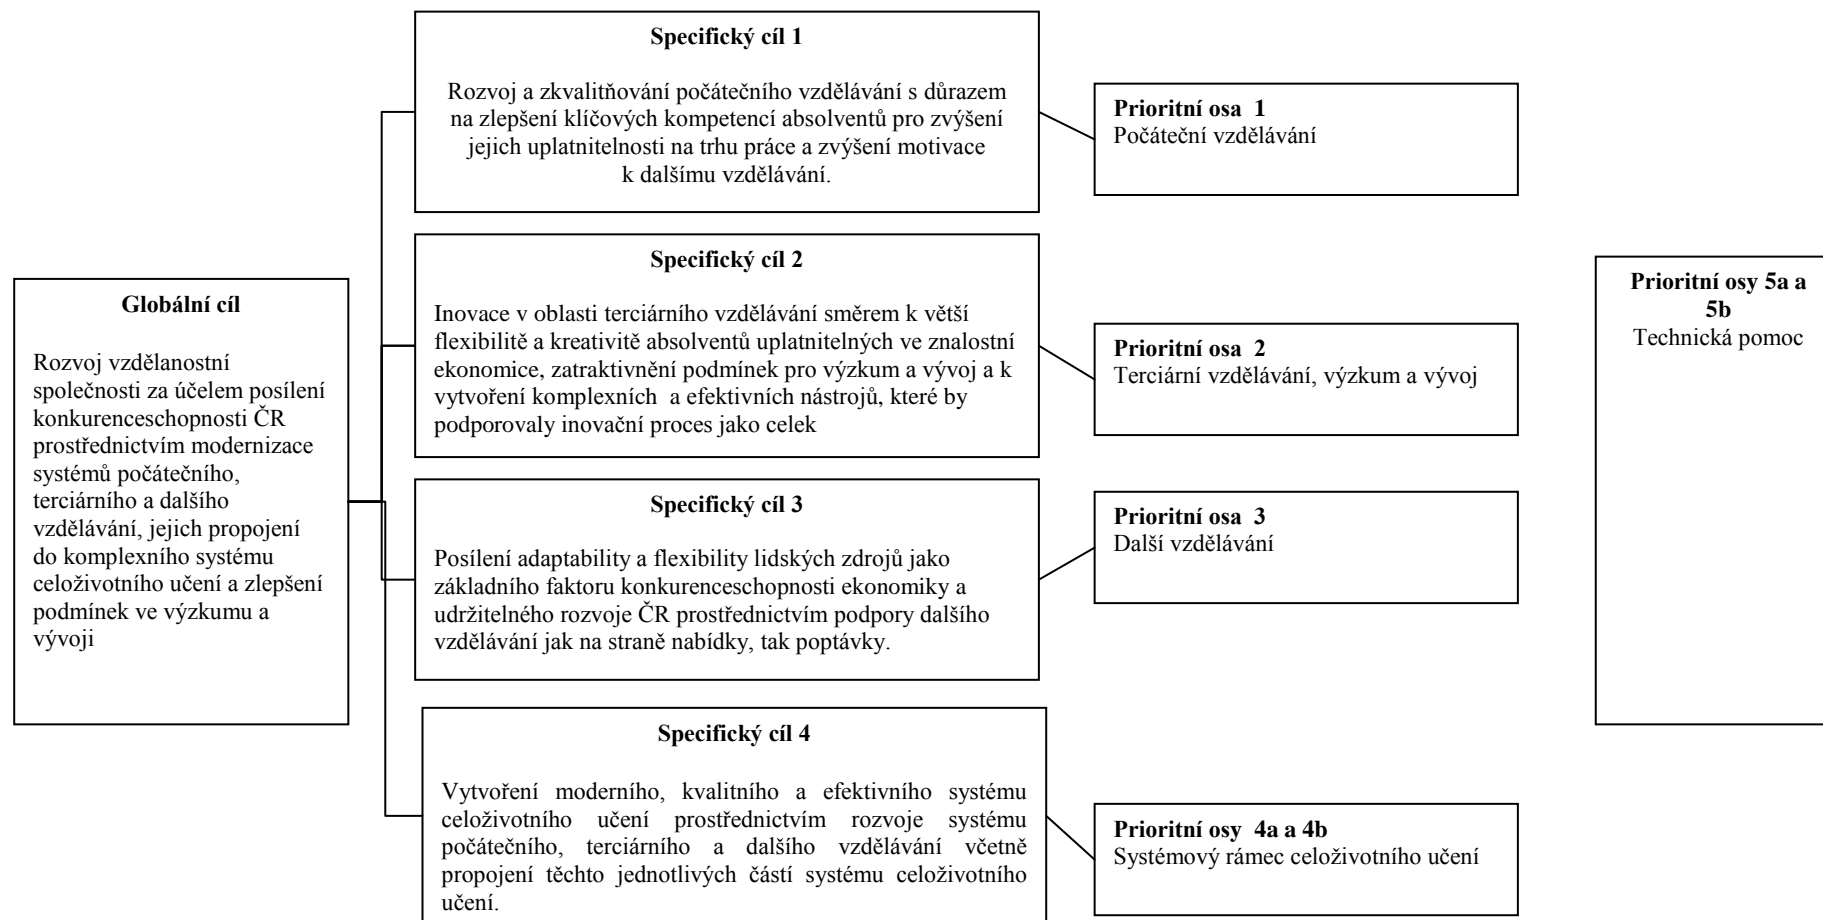 Globální cíl
Rozvoj vzdělanostní
společnosti za účelem posílení
konkurenceschopnosti ČR
prostřednictvím modernizace
systémů počátečního,
terciárního a dalšího
vzdělávání, jejich propojení
do komplexního systému
celoživotního učení a zlepšení
podmínek ve výzkumu a
vývoji
Specifický cíl 1
Rozvoj a zkvalitňování počátečního vzdělávání s důrazem
na zlepšení klíčových kompetencí absolventů pro zvýšení
jejich uplatnitelnosti na trhu práce a zvýšení motivace
k dalšímu vzdělávání.
Prioritní osa 1
Počáteční vzdělávání
Specifický cíl 2
Inovace v oblasti terciárního vzdělávání směrem k větší
flexibilitě a kreativitě absolventů uplatnitelných ve znalostní
ekonomice, zatraktivnění podmínek pro výzkum a vývoj a k
vytvoření komplexních a efektivních nástrojů, které by
podporovaly inovační proces jako celek
Prioritní osa 2
Terciární vzdělávání, výzkum a vývoj
Specifický cíl 3
Posílení adaptability a flexibility lidských zdrojů jako
základního faktoru konkurenceschopnosti ekonomiky a
udržitelného rozvoje ČR prostřednictvím podpory dalšího
vzdělávání jak na straně nabídky, tak poptávky.
Prioritní osa 3
Další vzdělávání
Specifický cíl 4
Vytvoření moderního, kvalitního a efektivního systému
celoživotního učení prostřednictvím rozvoje systému
počátečního, terciárního a dalšího vzdělávání včetně
propojení těchto jednotlivých částí systému celoživotního
učení.
Prioritní osy 4a a 4b
Systémový rámec celoživotního učení
Prioritní osy 5a a
5b
Technická pomoc